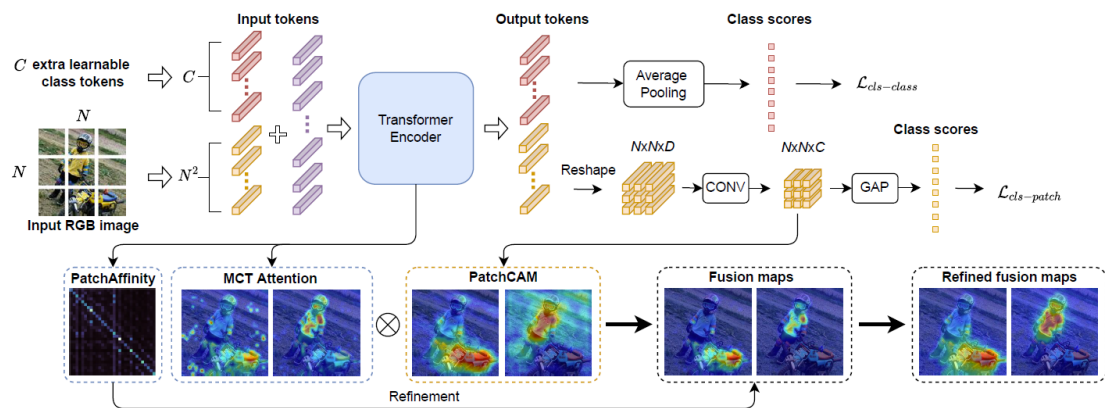 Input tokens
Output tokens
Class scores
C extra learnable
class tokens
C
Average
Pooling
ℒcls−class
Transformer
Encoder
N
Class scores
N
N²
NxNxD
NxNxC
Reshape
CONV
GAP
ℒcls−patch
Input RGB image
PatchAffinity
MCT Attention
PatchCAM
Fusion maps
Refined fusion maps
Refinement